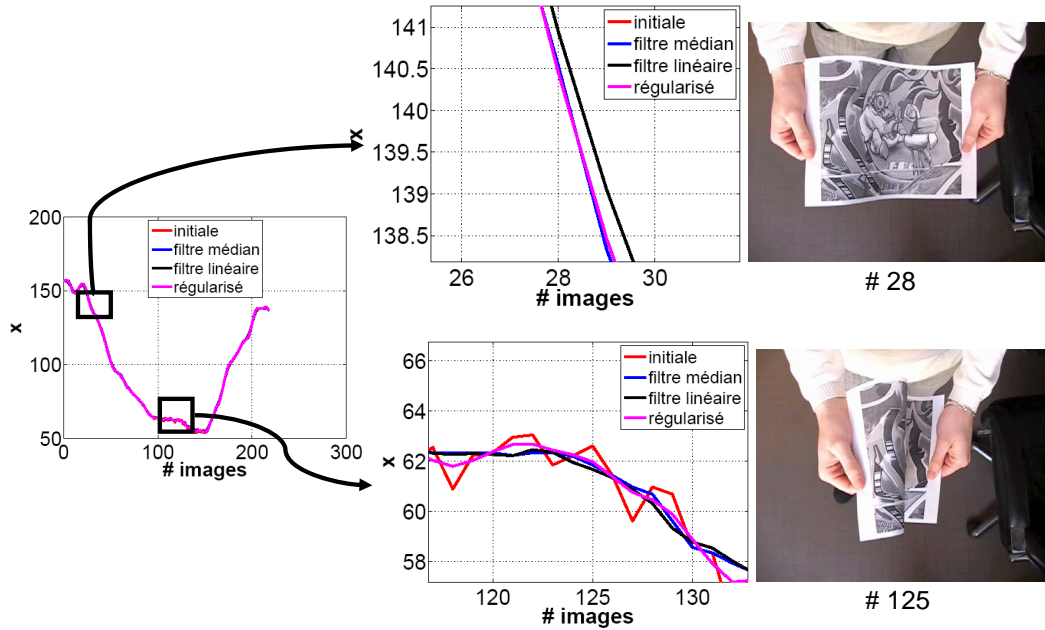 initiale
filtre médian
filtre linéaire
régularisé
141
140.5
140
139.5
139
138.5
x
26
28
30
# images
# 28
200
150
100
50
x
0
100
200
300
# images
initiale
filtre médian
filtre linéaire
régularisé
66
64
62
60
58
x
120
125
130
# images
initiale
filtre médian
filtre linéaire
régularisé
# 125